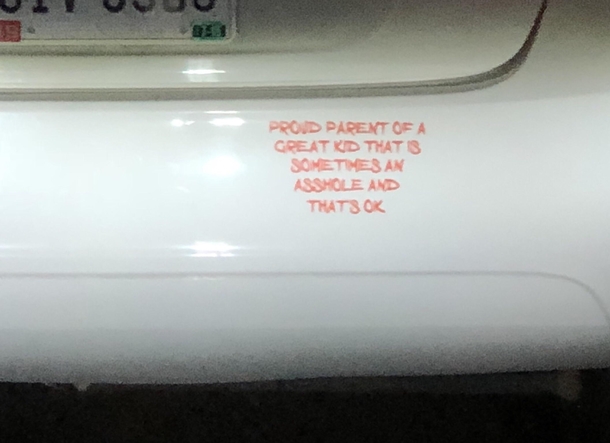 PROUD PARENT OF A
GREAT KID THAT IS
SOMETIMES AN
ASSHOLE AND
THAT'S OK